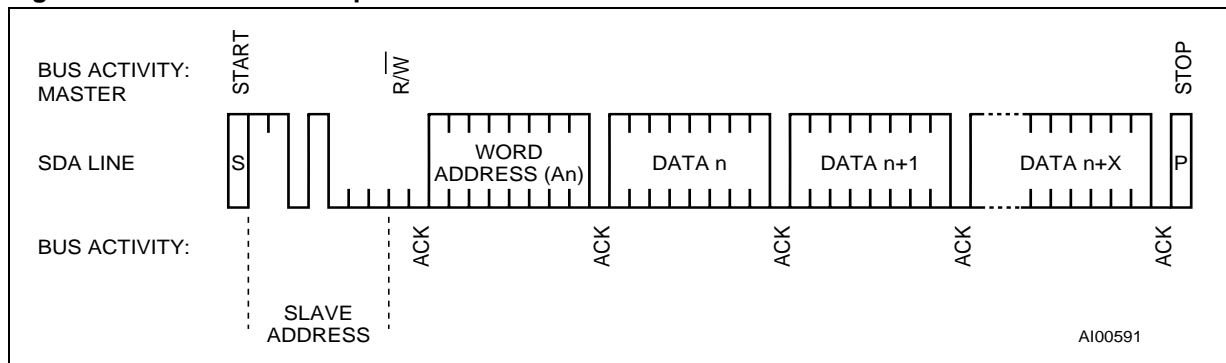 BUS ACTIVITY:
MASTER
START
R/W
STOP
SDA LINE
S
WORD
ADDRESS (An)
DATA n
DATA n+1
DATA n+X
P
BUS ACTIVITY:
ACK
ACK
ACK
ACK
ACK
SLAVE
ADDRESS
AI00591